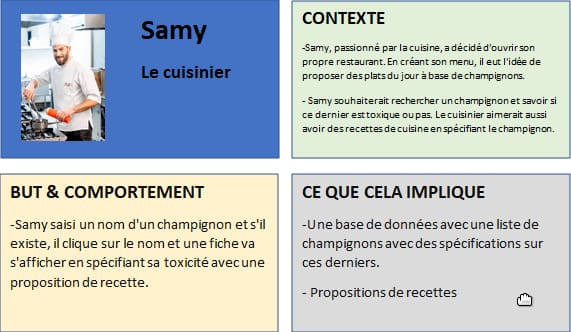 Samy
Le cuisinier
CONTEXTE
-Samy, passionné par la cuisine, a décidé d'ouvrir son
propre restaurant. En créant son menu, il eut l'idée de
proposer des plats du jour à base de champignons.
- Samy souhaiterait rechercher un champignon et savoir si
ce dernier est toxique ou pas. Le cuisinier aimerait aussi
avoir des recettes de cuisine en spécifiant le champignon.
BUT & COMPORTEMENT
-Samy saisi un nom d'un champignon et s'il
existe, il clique sur le nom et une fiche va
s'afficher en spécifiant sa toxicité avec une
proposition de recette.
CE QUE CELA IMPLIQUE
-Une base de données avec une liste de
champignons avec des spécifications sur
ces derniers.
- Propositions de recettes